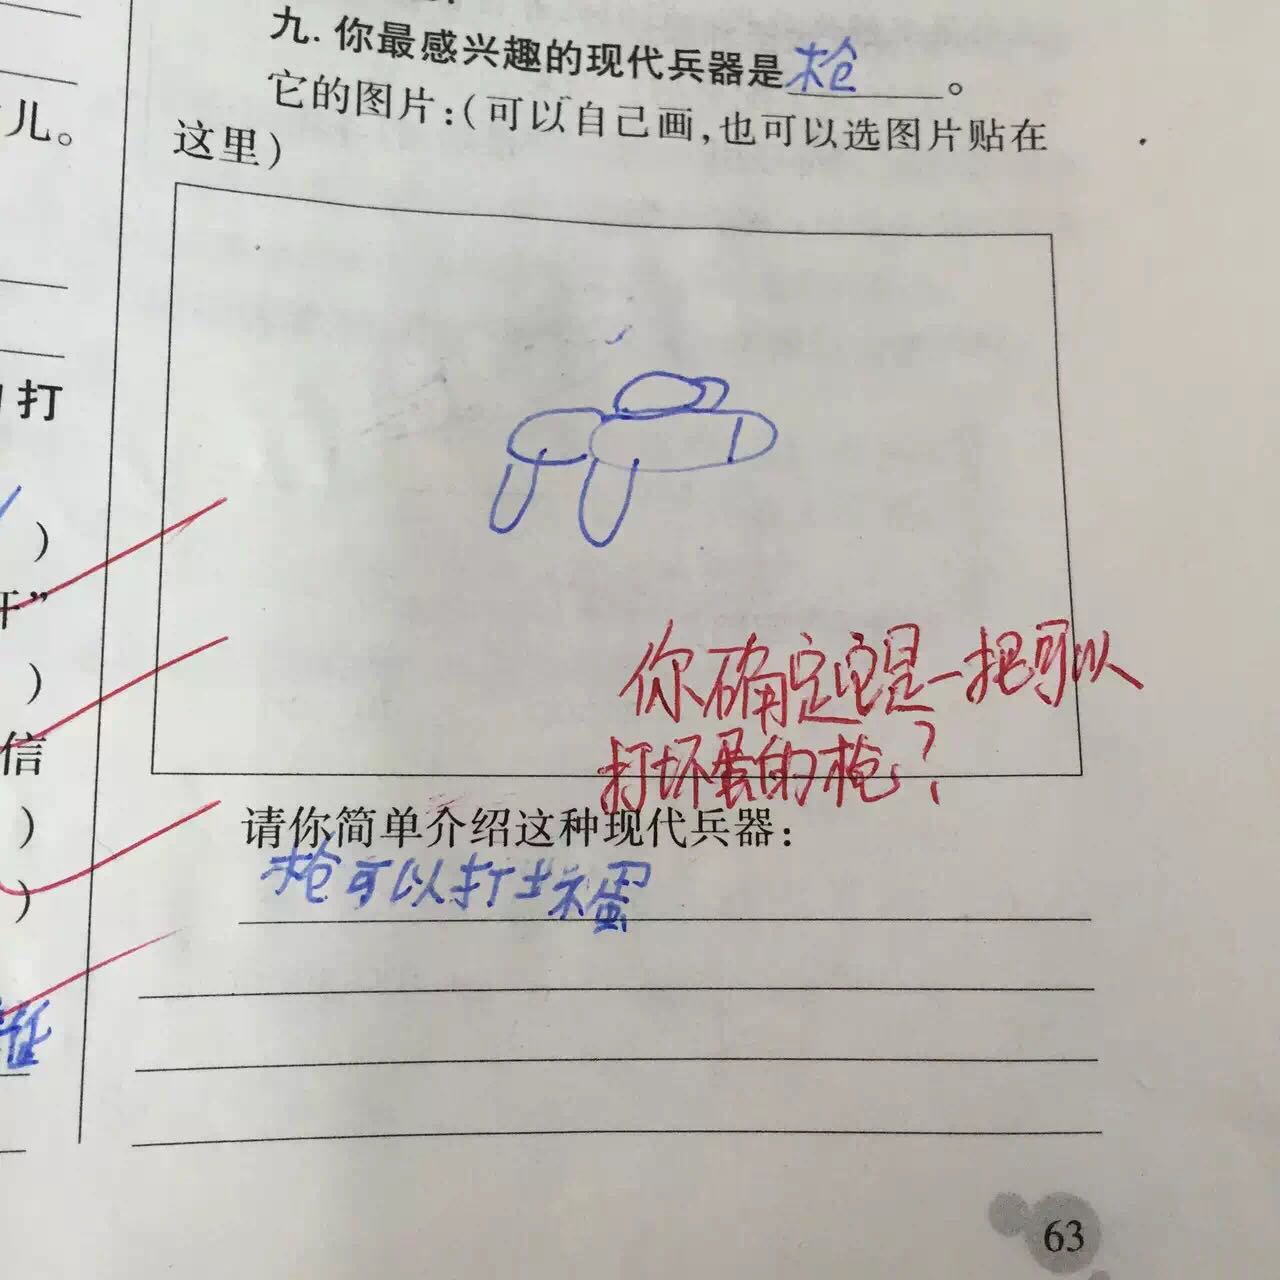 儿。
打
)
开”
)
信
)
)
九. 你最感兴趣的现代兵器是枪。
它的图片:(可以自己画,也可以选图片贴在
这里)
你确定它是一把可以
打坏蛋的枪?
请你简单介绍这种现代兵器:
枪可以打坏蛋
63